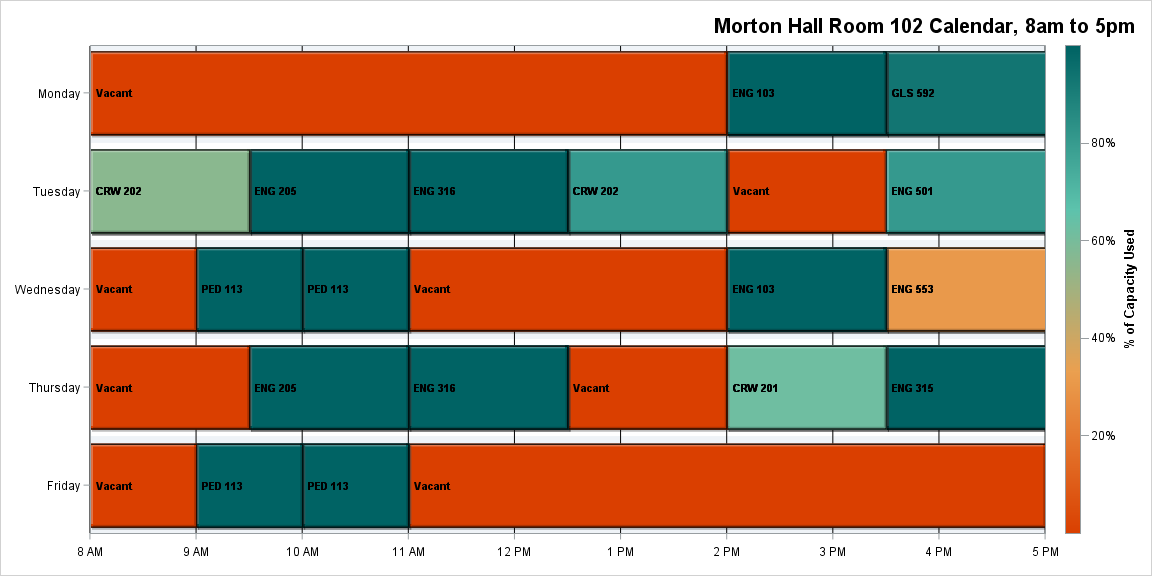 Morton Hall Room 102 Calendar, 8am to 5pm
Monday
Vacant
ENG 103
GLS 592
Tuesday
CRW 202
ENG 205
ENG 316
CRW 202
Vacant
ENG 501
Wednesday
Vacant
PED 113
PED 113
Vacant
ENG 103
ENG 553
Thursday
Vacant
ENG 205
ENG 316
Vacant
CRW 201
ENG 315
Friday
Vacant
PED 113
PED 113
Vacant
8 AM
9 AM
10 AM
11 AM
12 PM
1 PM
2 PM
3 PM
4 PM
5 PM
80%
60%
40%
20%
% of Capacity Used